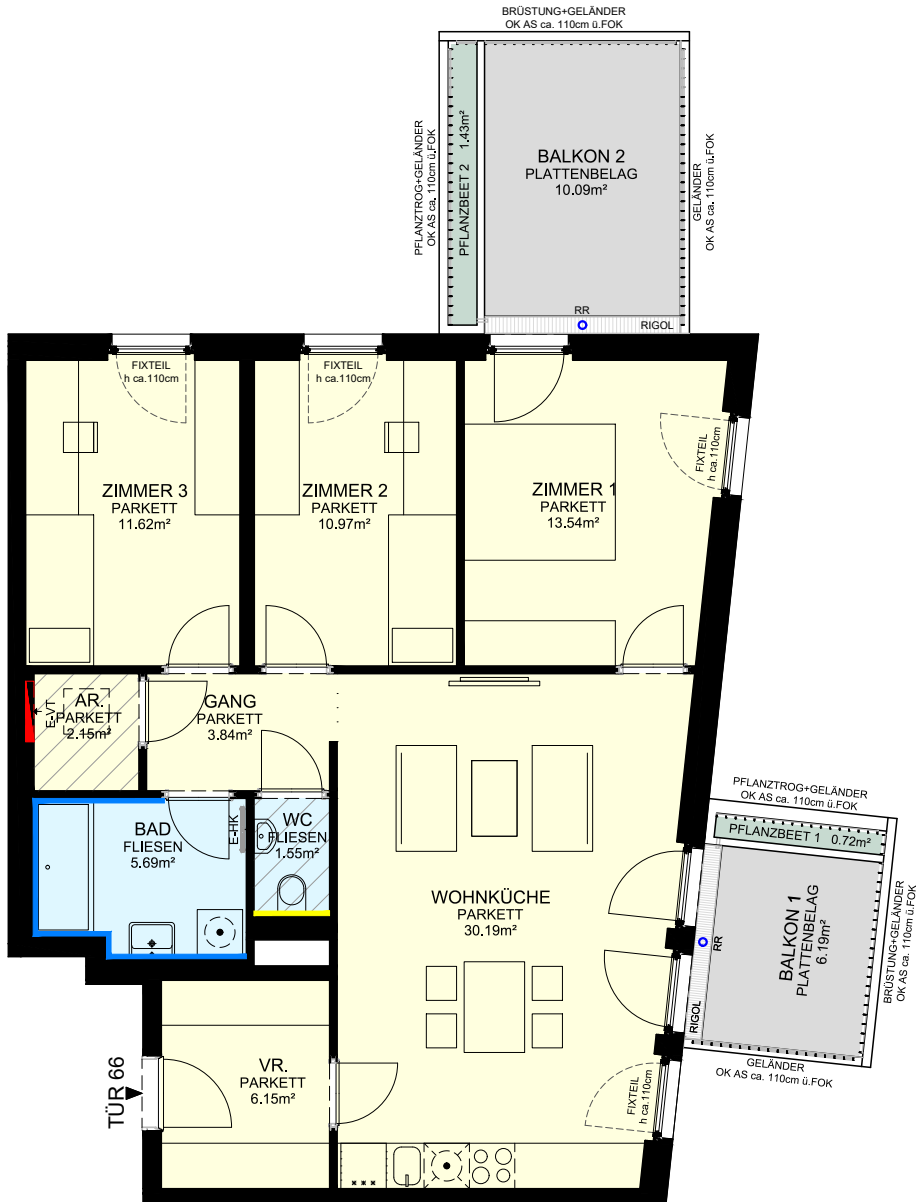 BRÜSTUNG+GELÄNDER
OK AS ca. 110cm ü.FOK
PFLANZTROG+GELÄNDER
OK AS ca. 110cm ü.FOK
PFLANZBEET 2 1.43m²
BALKON 2
PLATTENBELAG
10.09m²
GELÄNDER
OK AS ca. 110cm ü.FOK
RR
RIGOL
FIXTEIL
h ca.110cm
FIXTEIL
h ca.110cm
FIXTEIL
h ca.110cm
ZIMMER 3
PARKETT
11.62m²
ZIMMER 2
PARKETT
10.97m²
ZIMMER 1
PARKETT
13.54m²
E-VT
AR.
PARKETT
2.15m²
GANG
PARKETT
3.84m²
BAD
FLIESEN
5.69m²
E-HK
WC
FLIESEN
1.55m²
WOHNKÜCHE
PARKETT
30.19m²
PFLANZTROG+GELÄNDER
OK AS ca. 110cm ü.FOK
PFLANZBEET 1 0.72m²
BALKON 1
PLATTENBELAG
6.19m²
RR
RIGOL
BRÜSTUNG+GELÄNDER
OK AS ca. 110cm ü.FOK
GELÄNDER
OK AS ca. 110cm ü.FOK
FIXTEIL
h ca.110cm
TÜR 66
VR.
PARKETT
6.15m²